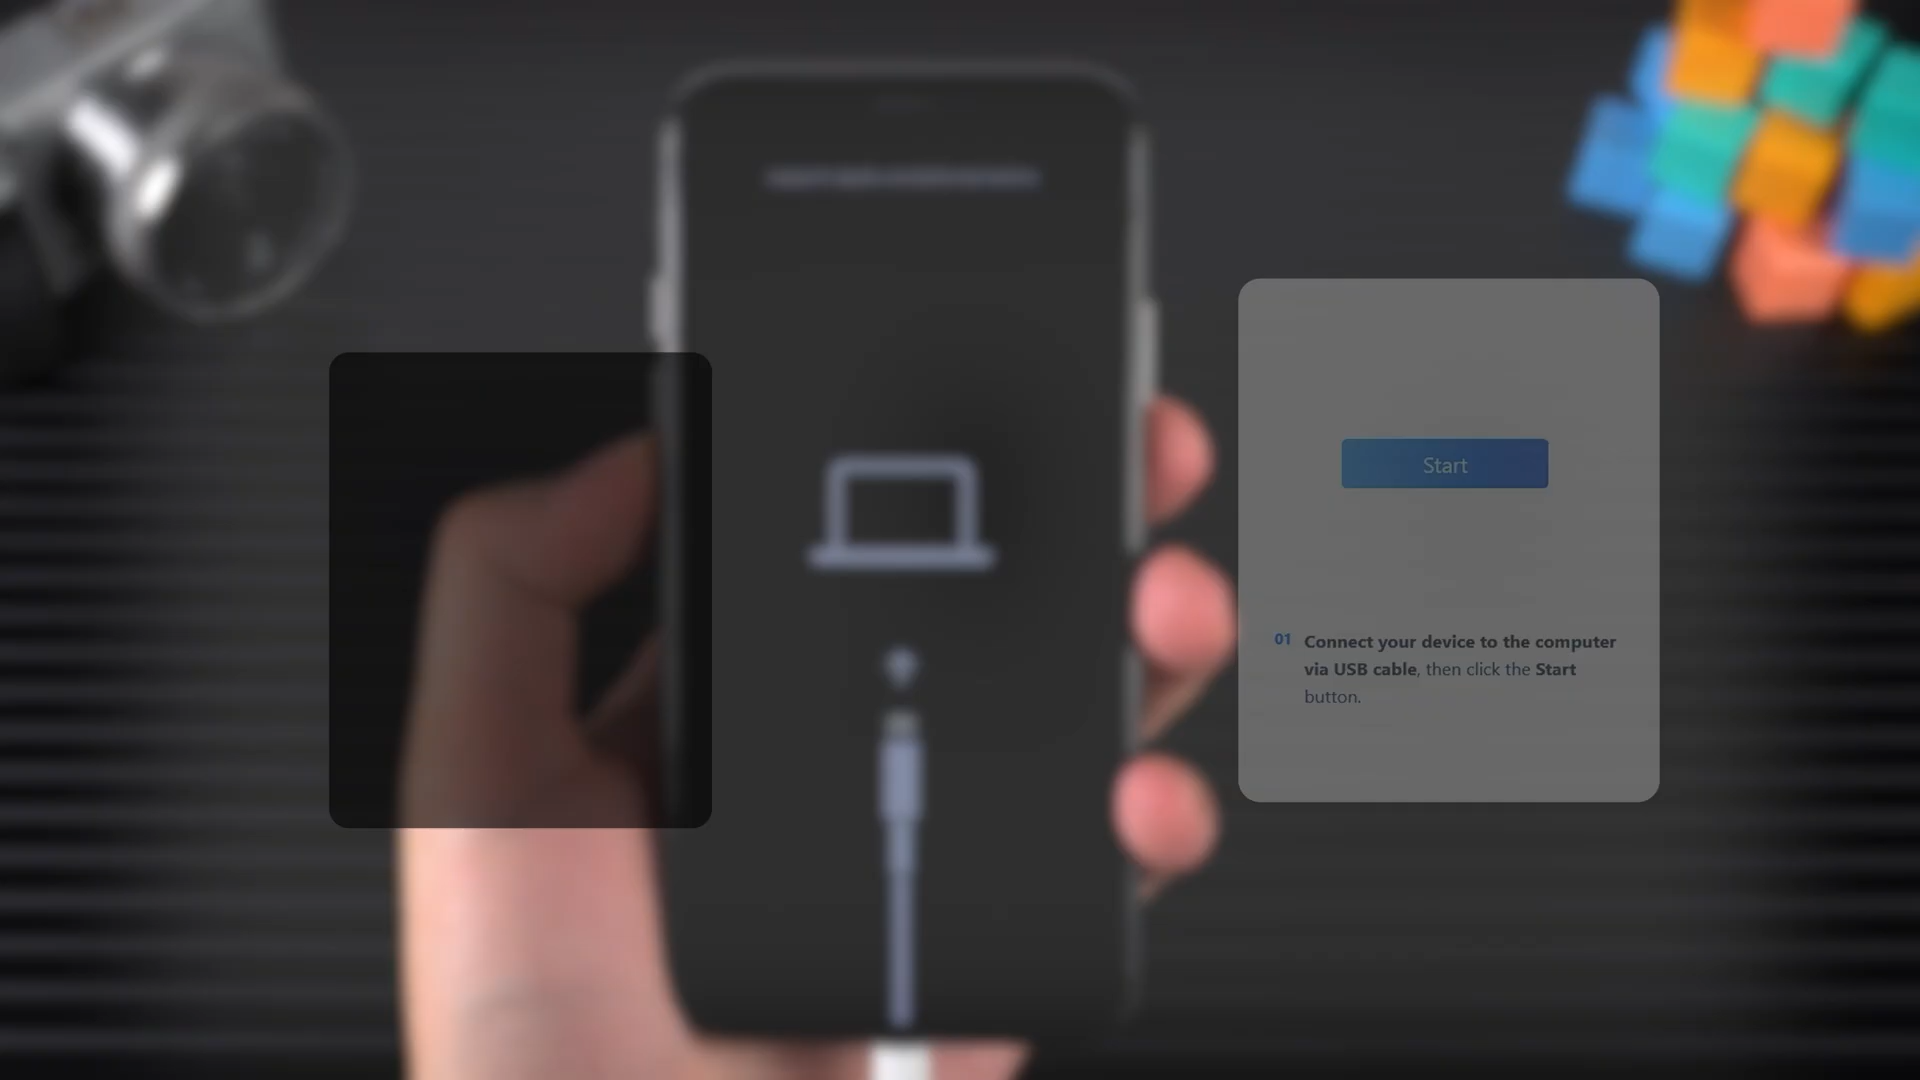 Start
01 Connect your device to the computer
via USB cable, then click the Start
button.